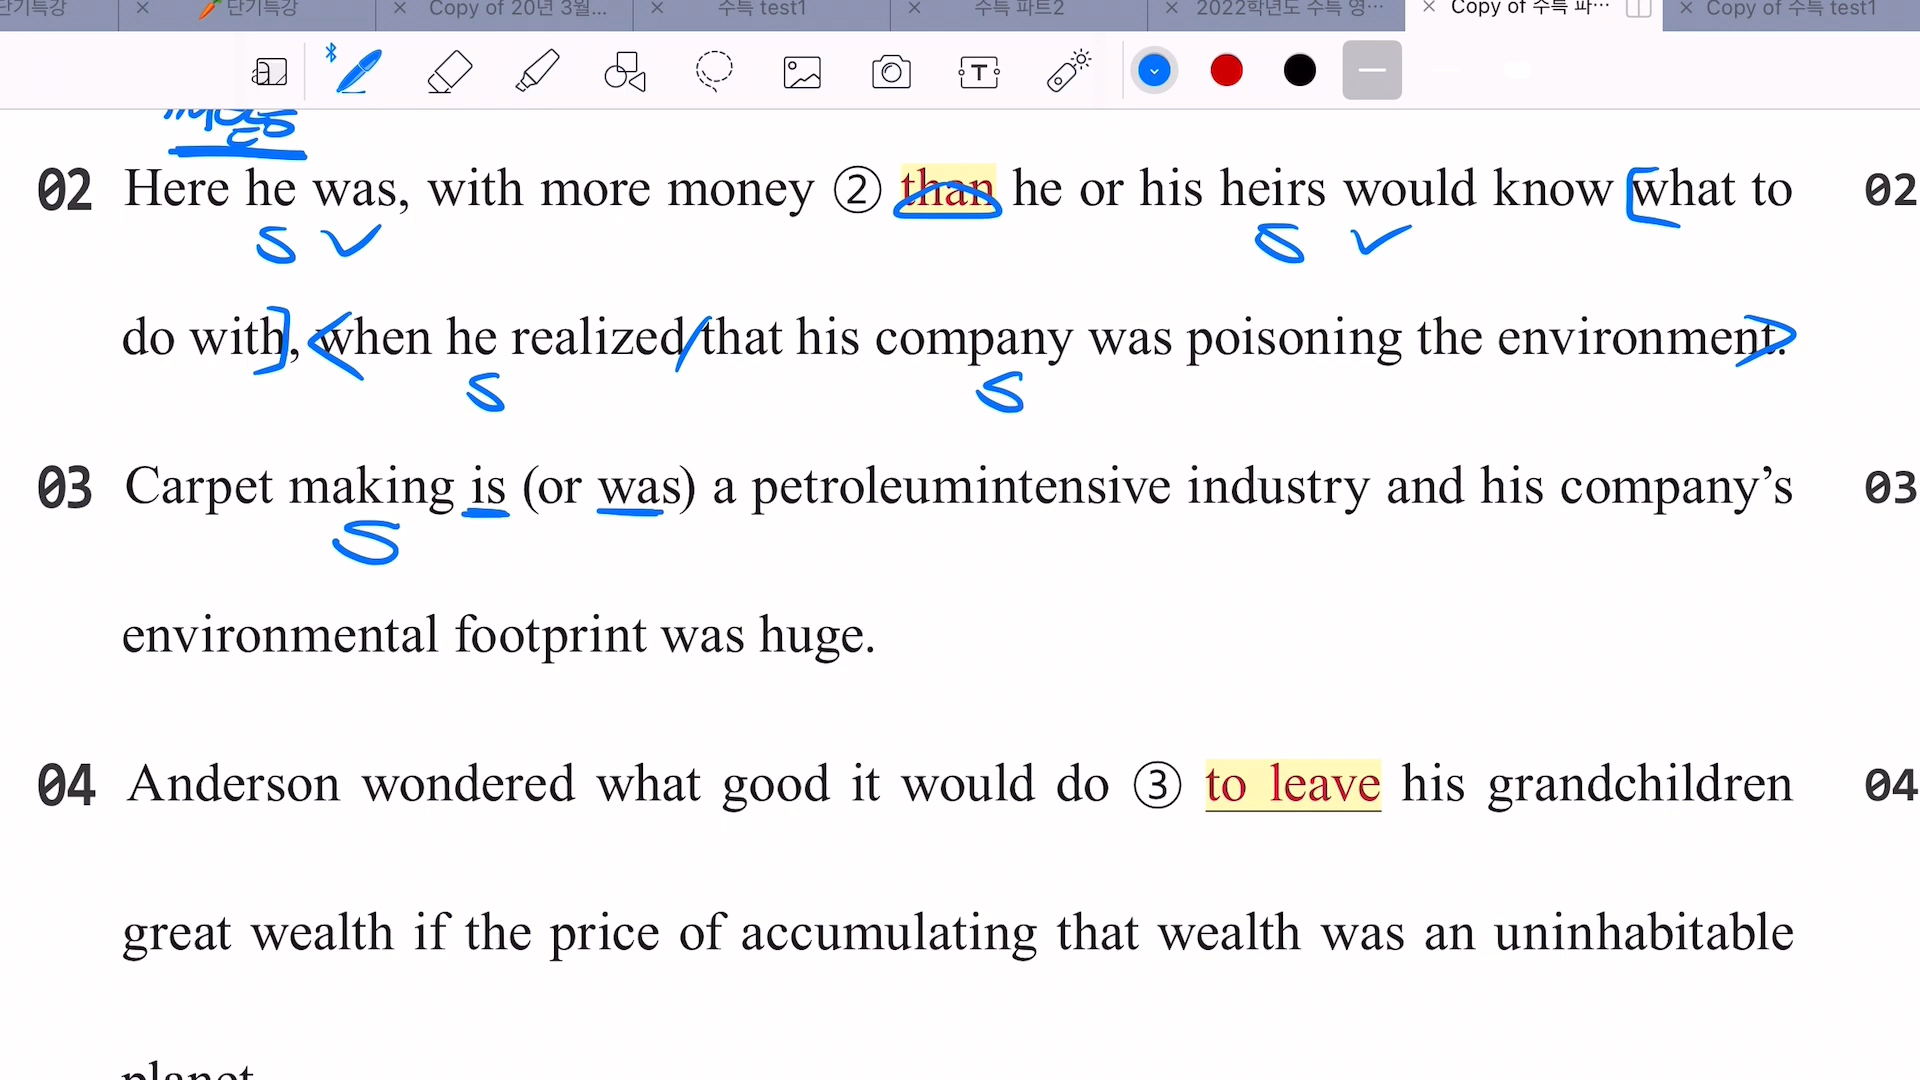 단기특강
단기특강
Copy of 20년 3월...
수특 test1
수특 파트2
2022학년도 수특 영...
Copy of 수특 파...
Copy of 수특 test1
02 Here he was, with more money ② than he or his heirs would know what to
S V S V
do with, when he realized that his company was poisoning the environment.
S S
03 Carpet making is (or was) a petroleumintensive industry and his company's
S
environmental footprint was huge.
04 Anderson wondered what good it would do ③ to leave his grandchildren
great wealth if the price of accumulating that wealth was an uninhabitable
planet
02
03
04